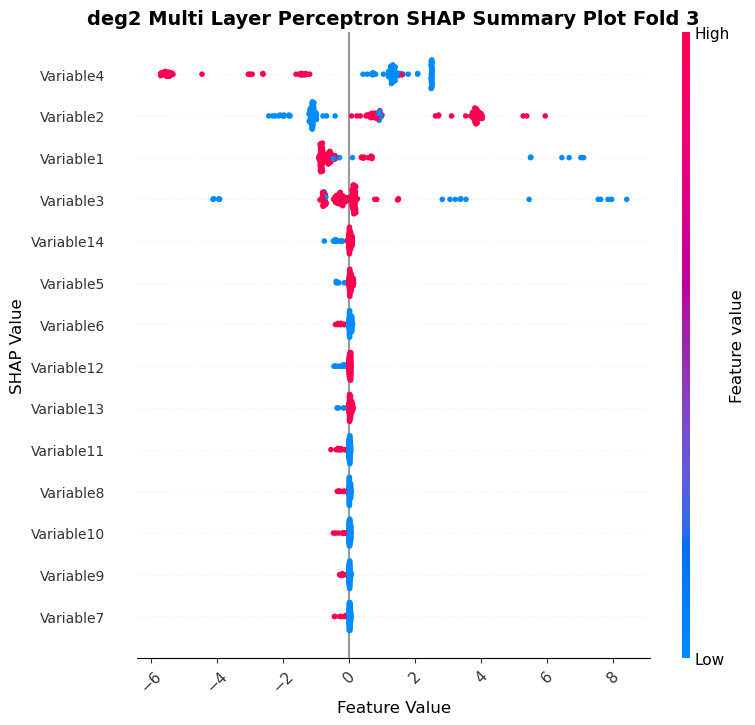 deg2 Multi Layer Perceptron SHAP Summary Plot Fold 3
High
Variable4
Variable2
Variable1
Variable3
Variable14
Variable5
Variable6
Variable12
Variable13
Variable11
Variable8
Variable10
Variable9
Variable7
SHAP Value
Feature value
Low
−6
−4
−2
0
2
4
6
8
Feature Value